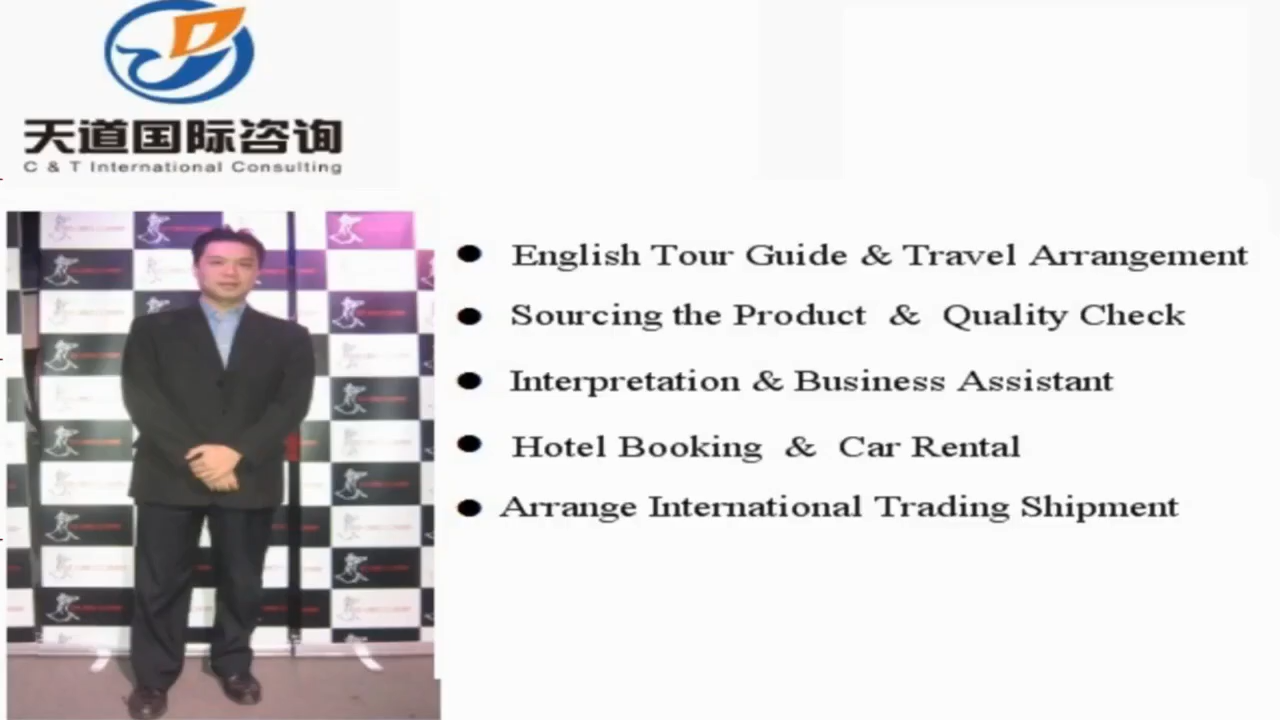 天道国际咨询
C & T International Consulting
● English Tour Guide & Travel Arrangement
● Sourcing the Product & Quality Check
● Interpretation & Business Assistant
● Hotel Booking & Car Rental
● Arrange International Trading Shipment